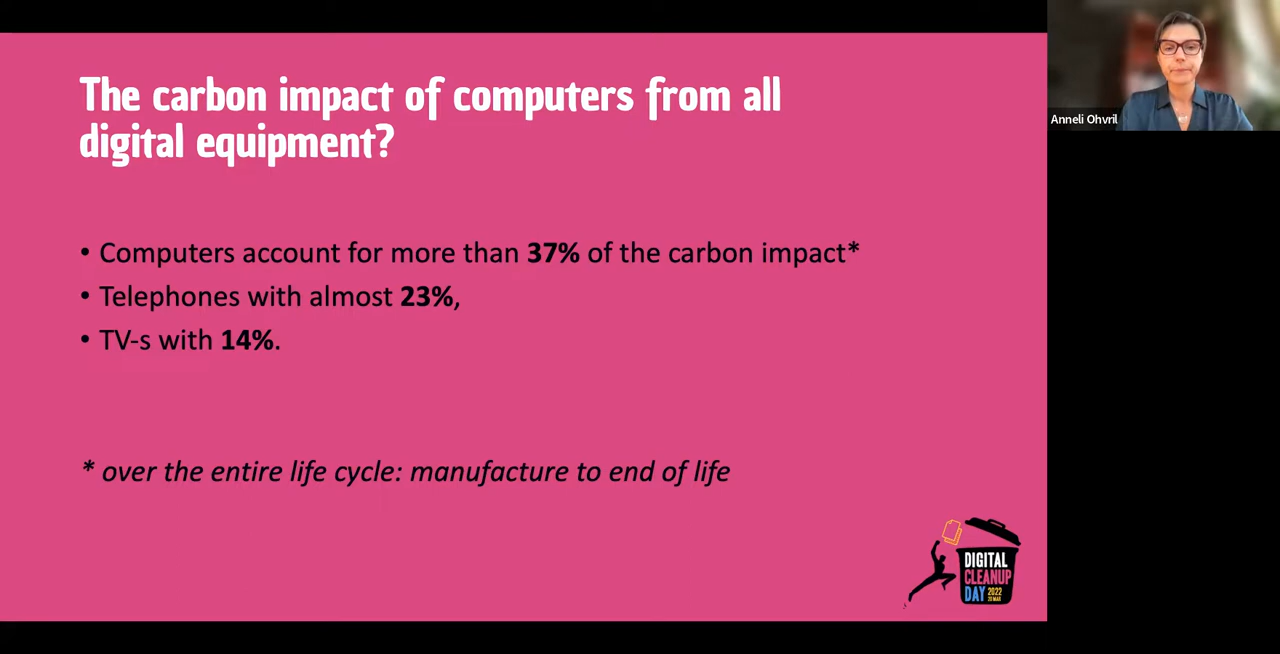 The carbon impact of computers from all
digital equipment?
• Computers account for more than 37% of the carbon impact*
• Telephones with almost 23%,
• TV-s with 14%.
* over the entire life cycle: manufacture to end of life
DIGITAL
CLEANUP
DAY 2022
20 MAR
Anneli Ohvril